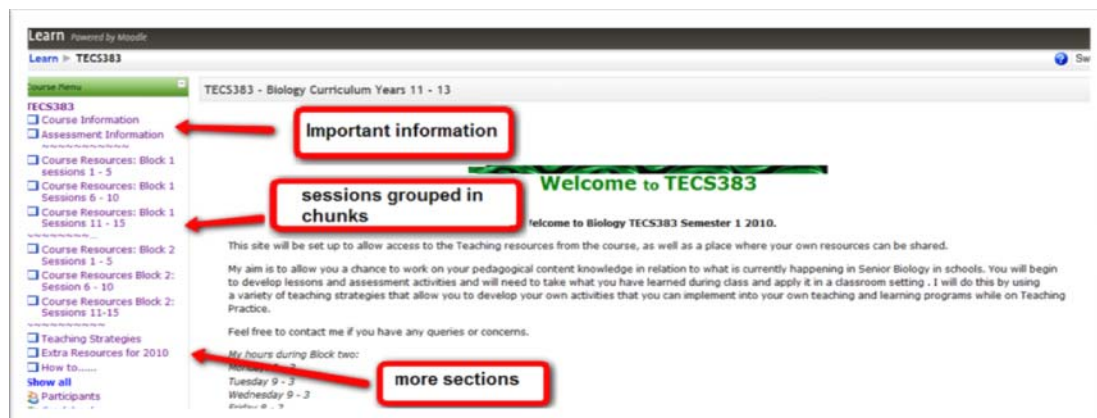 Learn Powered by Moodle
Learn ► TECS383
Sw
Course Menu
TECS383 - Biology Curriculum Years 11 - 13
TECS383
Course Information
Assessment Information
~~~~~~~~~~~
Course Resources: Block 1
sessions 1 - 5
Course Resources: Block 1
Sessions 6 - 10
Course Resources: Block 1
Sessions 11 - 15
~~~~~~~~...
Course Resources: Block 2
Sessions 1 - 5
Course Resources Block 2:
Session 6 - 10
Course Resources Block 2:
Sessions 11-15
~~~~~~~~~~
Teaching Strategies
Extra Resources for 2010
How to......
Show all
Participants
Important information
sessions grouped in
chunks
more sections
Welcome to TECS383
Welcome to Biology TECS383 Semester 1 2010.
This site will be set up to allow access to the Teaching resources from the course, as well as a place where your own resources can be shared.
My aim is to allow you a chance to work on your pedagogical content knowledge in relation to what is currently happening in Senior Biology in schools. You will begin
to develop lessons and assessment activities and will need to take what you have learned during class and apply it in a classroom setting . I will do this by using
a variety of teaching strategies that allow you to develop your own activities that you can implement into your own teaching and learning programs while on Teaching
Practice.
Feel free to contact me if you have any queries or concerns.
My hours during Block two:
Tuesday 9 - 3
Wednesday 9 - 3